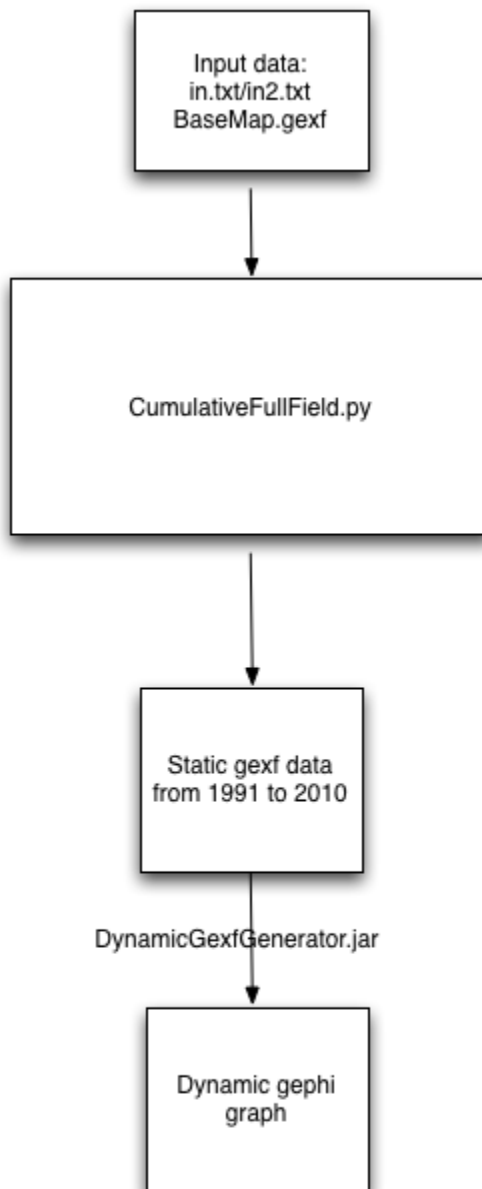 Input data:
in.txt/in2.txt
BaseMap.gexf
CumulativeFullField.py
Static gexf data
from 1991 to 2010
DynamicGexfGenerator.jar
Dynamic gephi
graph